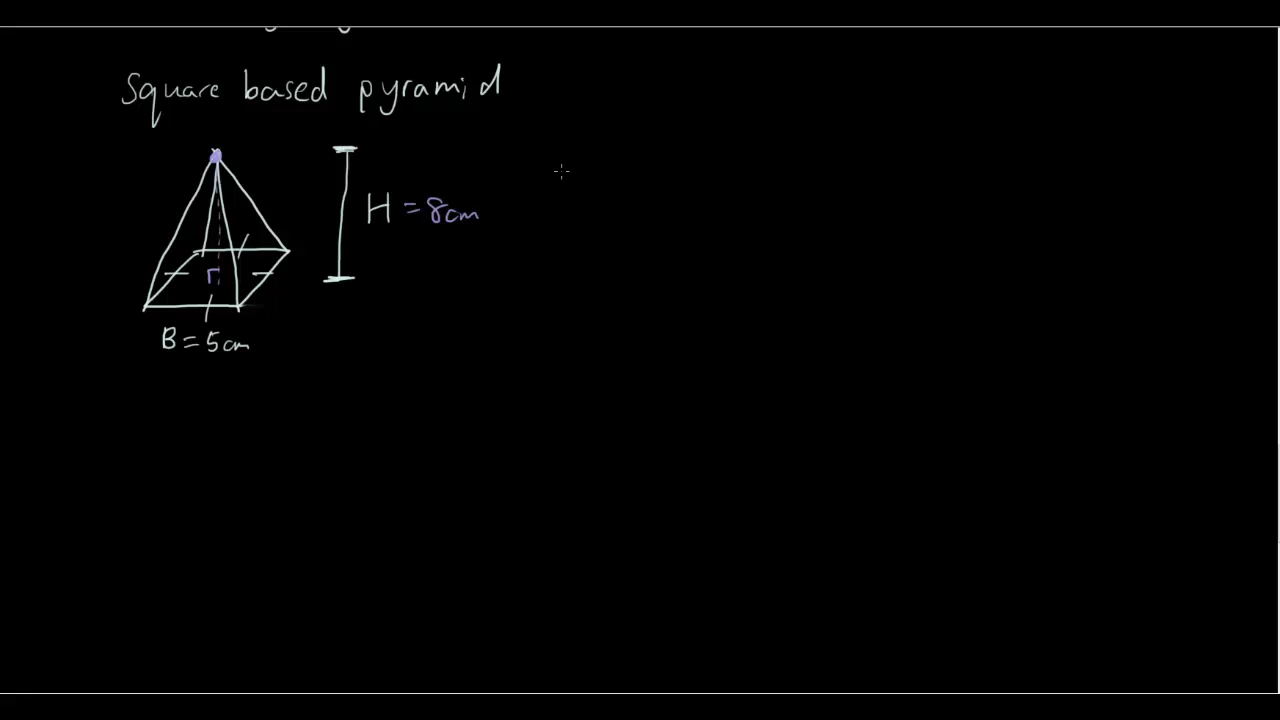 Square based pyramid
H = 8cm
B = 5cm